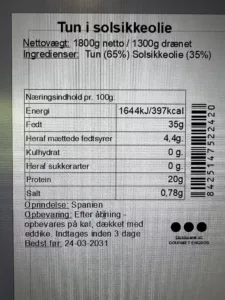 Tun i solsikkeolie
Nettovægt: 1800g netto / 1300g drænet
Ingredienser: Tun (65%) Solsikkeolie (35%)
Næringsindhold pr. 100g.
Energi 1644kJ/397kcal
Fedt 35g
Heraf mættede fedtsyrer 4,4g.
Kulhydrat 0 g.
Heraf sukkerarter 0 g.
Protein 20g
Salt 0,78g
Oprindelse: Spanien
Opbevaring: Efter åbning -
opbevares på køl, dækket med
eddike. Indtages inden 3 dage
Bedst før: 24-03-2031
8425147522420